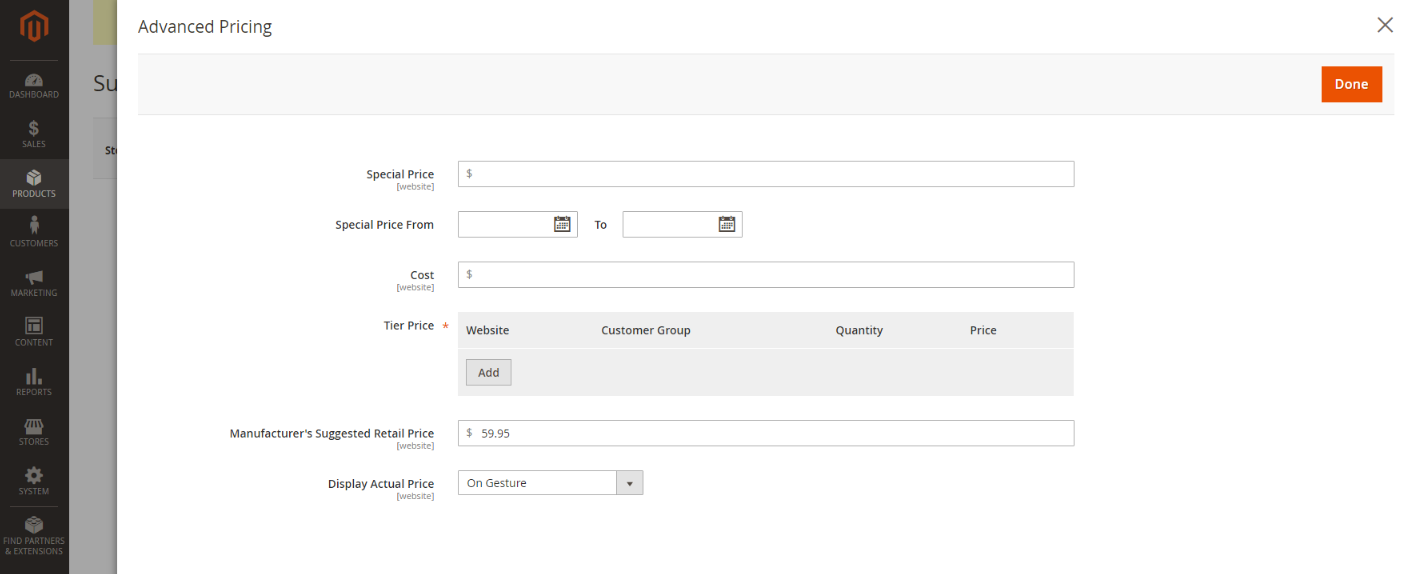 Advanced Pricing
Done
DASHBOARD
SALES
PRODUCTS
CUSTOMERS
MARKETING
CONTENT
REPORTS
STORES
SYSTEM
FIND PARTNERS
& EXTENSIONS
Su
Sto
Special Price $
[website]
Special Price From To
Cost $
[website]
Tier Price * Website Customer Group Quantity Price
Add
Manufacturer's Suggested Retail Price $ 59.95
[website]
Display Actual Price On Gesture
[website]